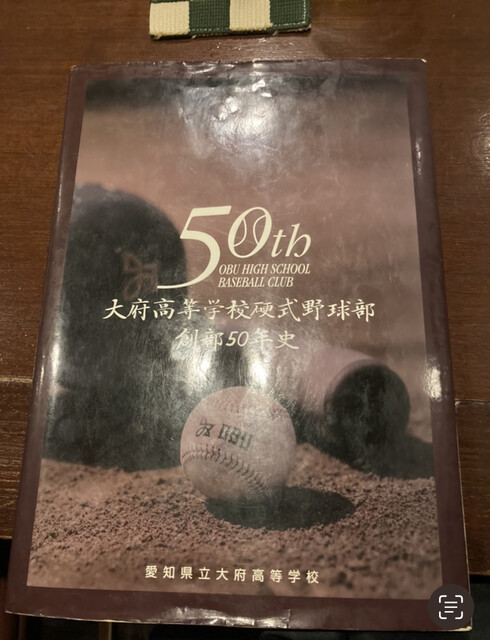 50th
OBU HIGH SCHOOL
BASEBALL CLUB
大府高等学校硬式野球部
創部50年史
OBU
愛知県立大府高等学校